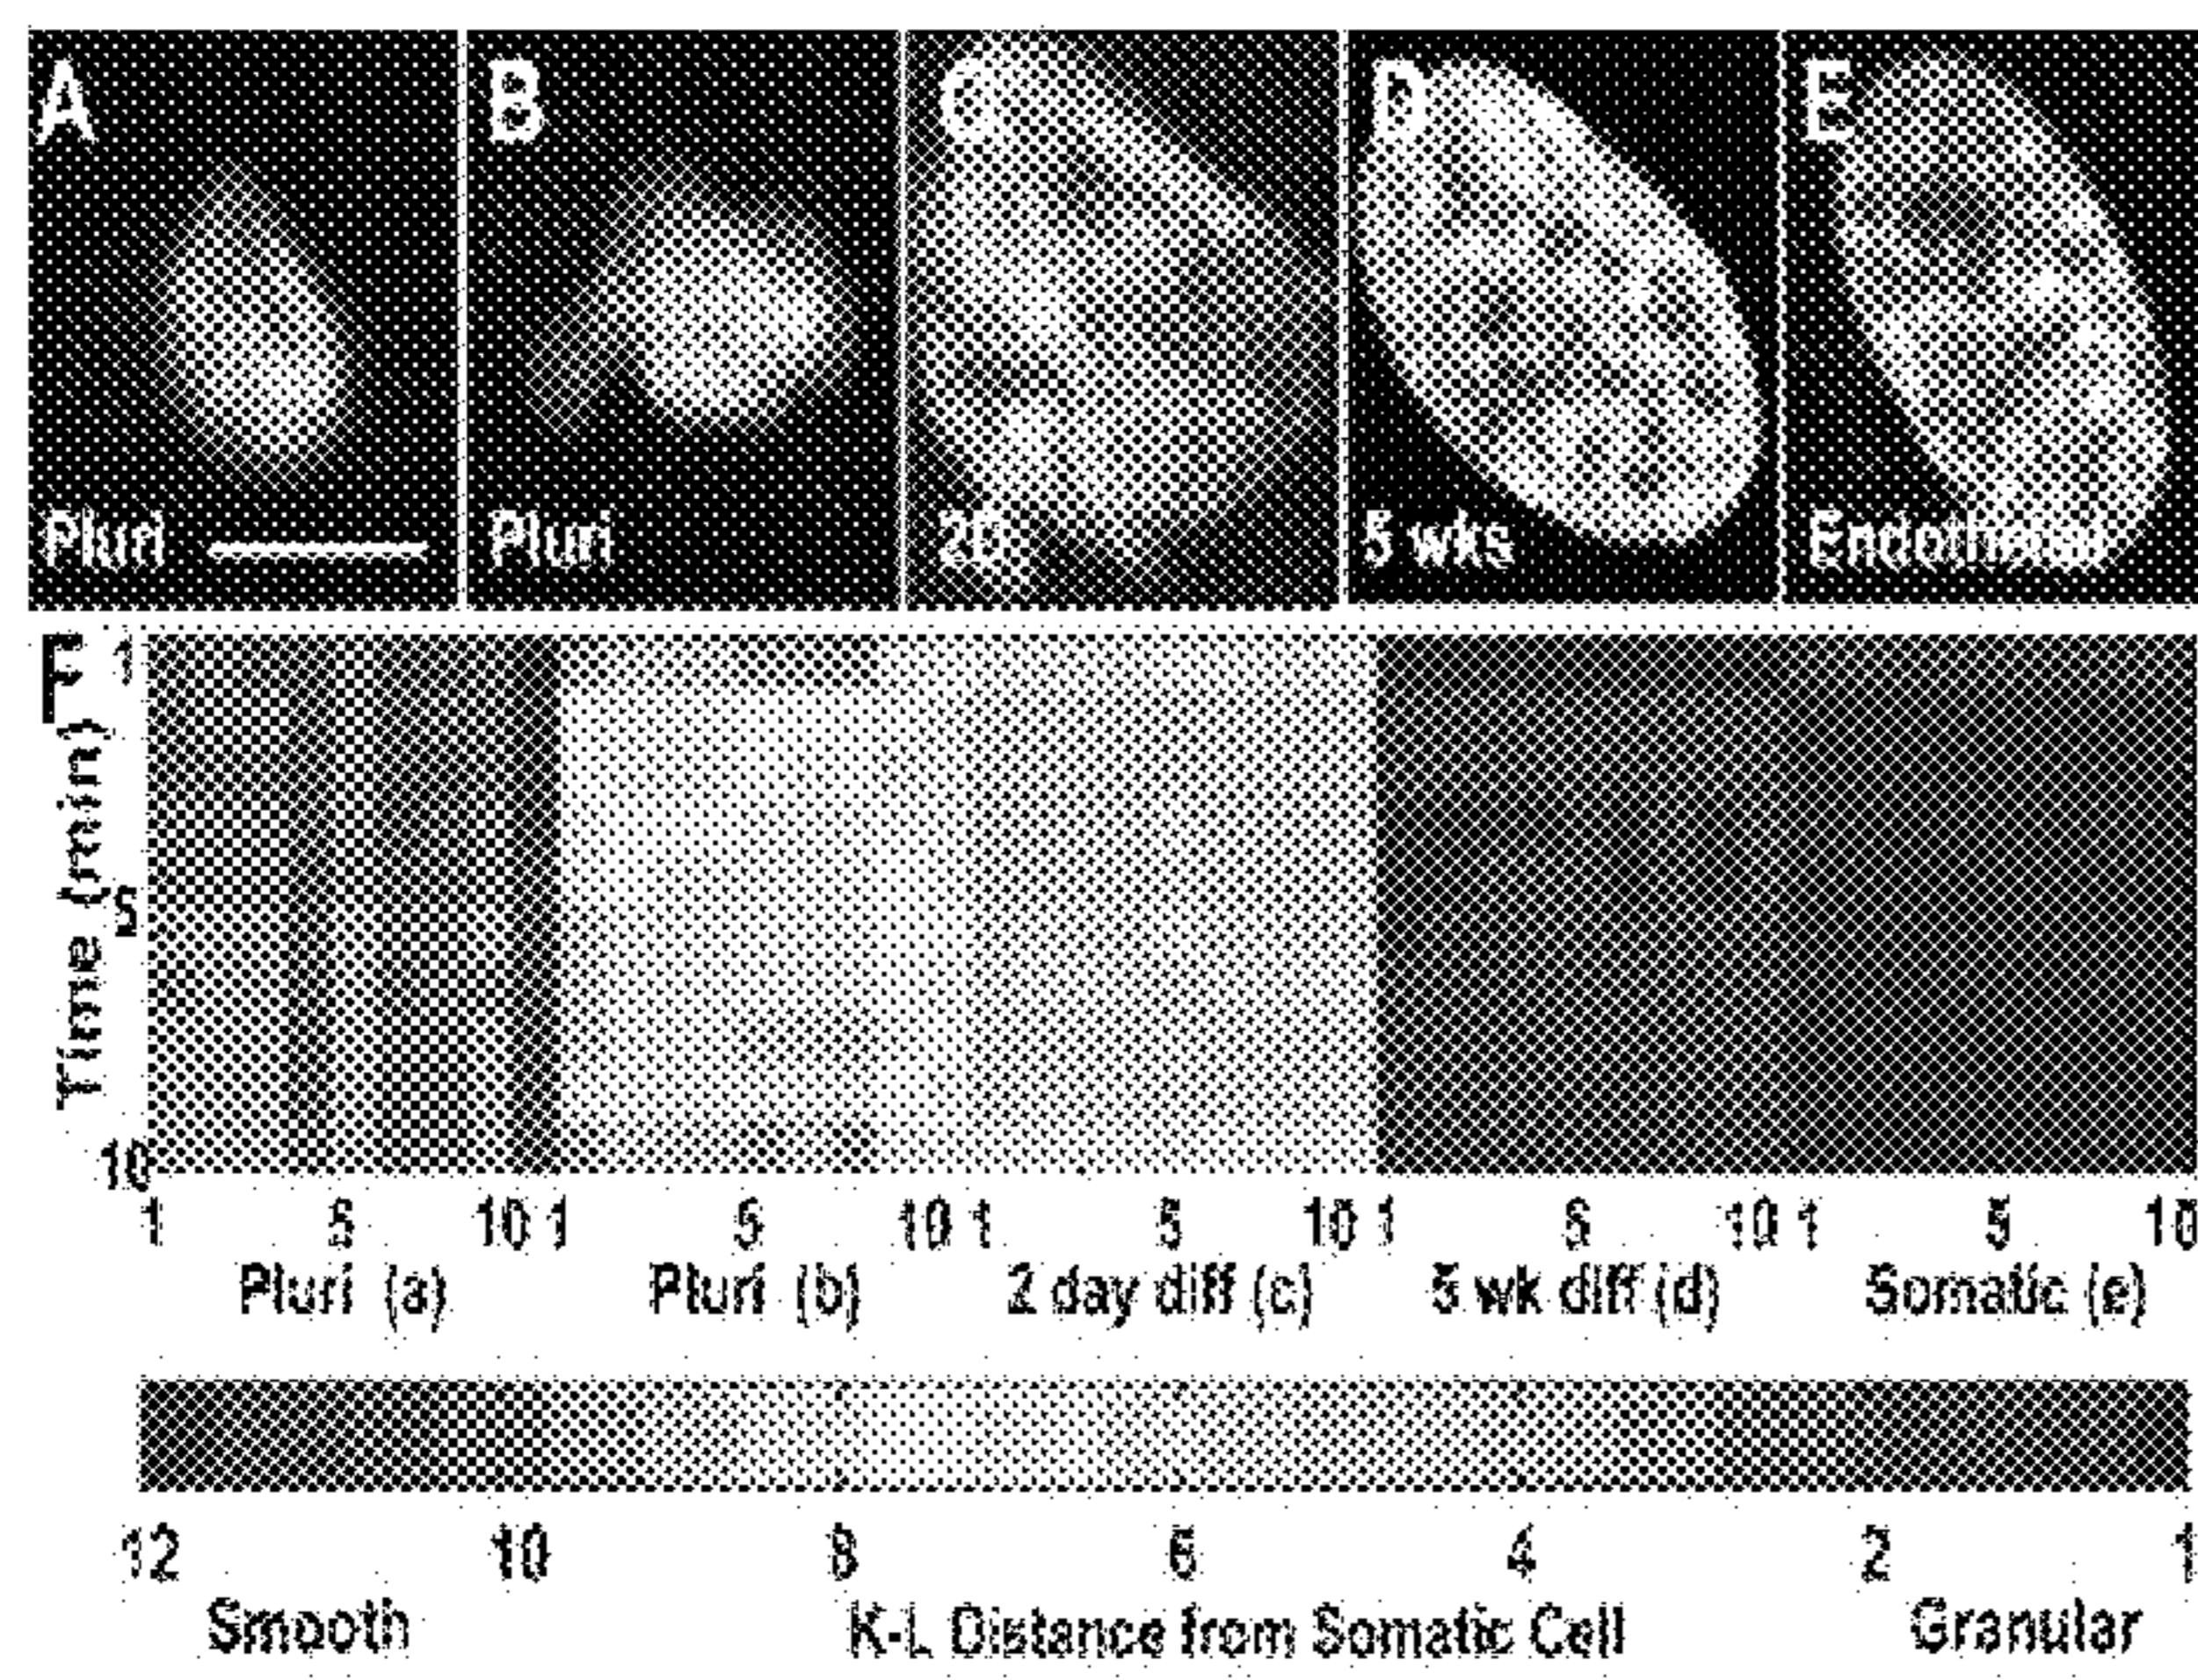 A B C D E
Pluri Pluri 2D 5 wks Endothelial
F
Time (min)
1
5
10
1 5 10 1 5 10 1 5 10 1 5 10 1 5 10
Pluri (a) Pluri (b) 2 day diff (c) 5 wk diff (d) Somatic (e)
12 10 8 6 4 2 1
Smooth K-L Distance from Somatic Cell Granular